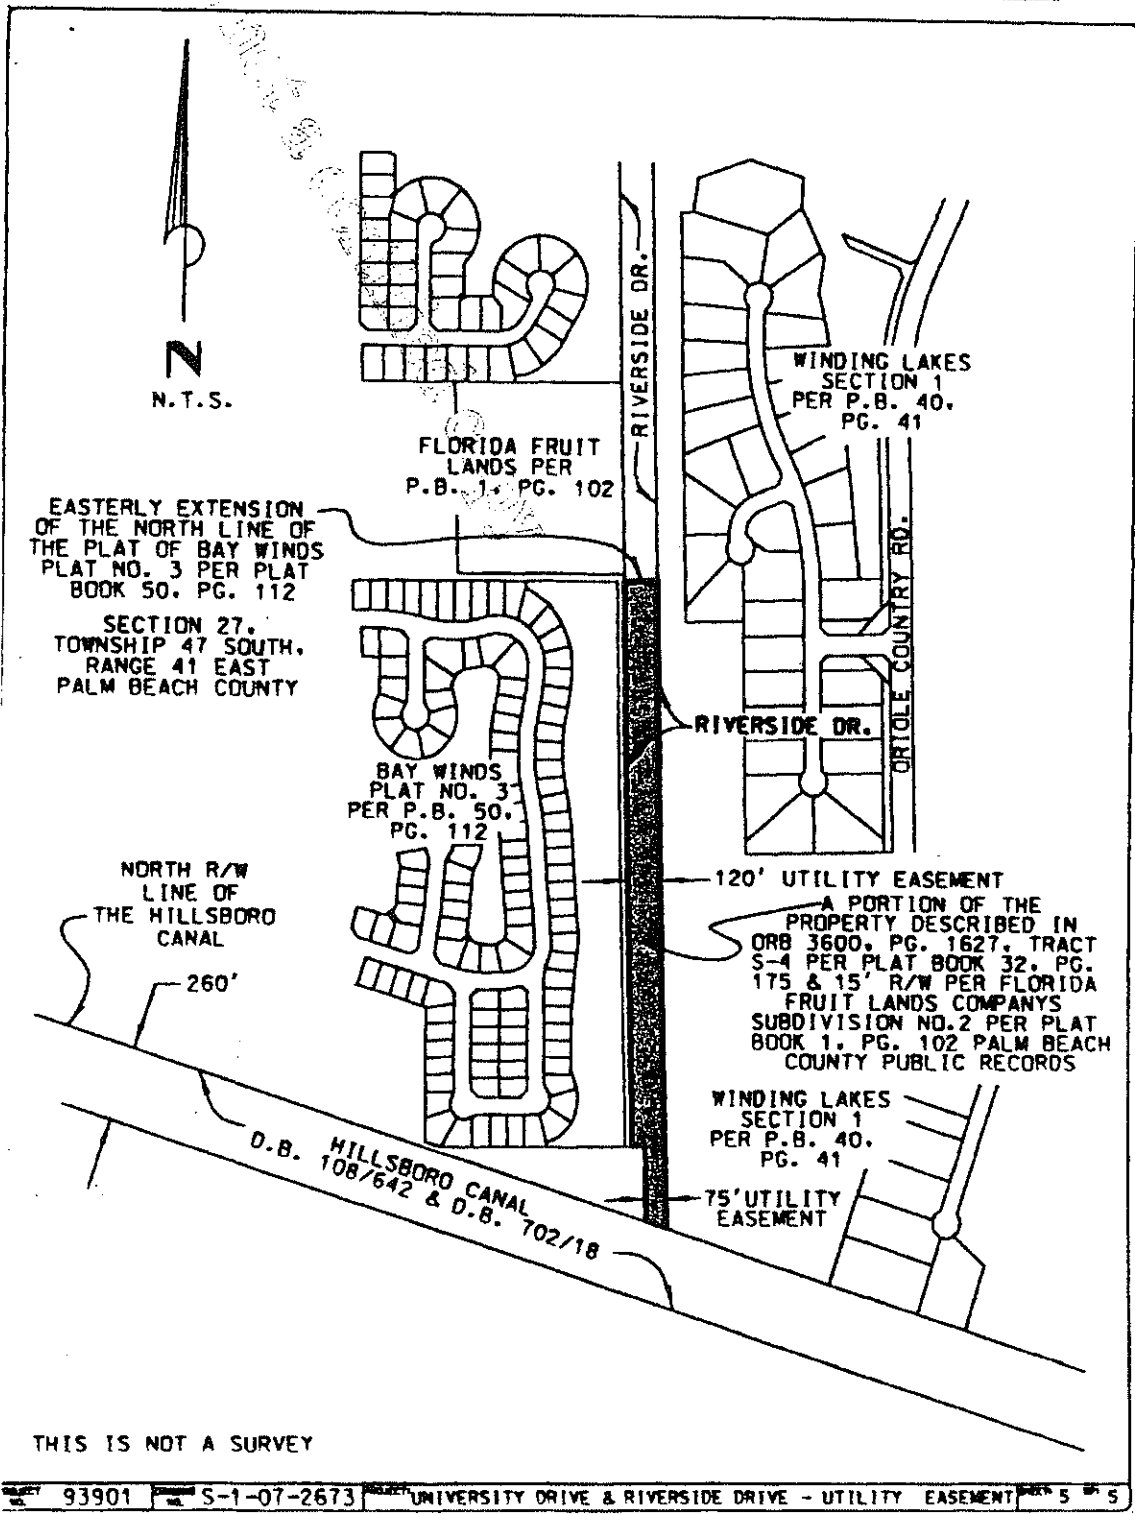 N
N.T.S.
RIVERSIDE DR.
WINDING LAKES
SECTION 1
PER P.B. 40,
PG. 41
FLORIDA FRUIT
LANDS PER
P.B. 1, PG. 102
EASTERLY EXTENSION
OF THE NORTH LINE OF
THE PLAT OF BAY WINDS
PLAT NO. 3 PER PLAT
BOOK 50, PG. 112
SECTION 27,
TOWNSHIP 47 SOUTH,
RANGE 41 EAST
PALM BEACH COUNTY
ORIOLE COUNTRY RD.
RIVERSIDE DR.
BAY WINDS
PLAT NO. 3
PER P.B. 50,
PG. 112
NORTH R/W
LINE OF
THE HILLSBORO
CANAL
260'
120' UTILITY EASEMENT
A PORTION OF THE
PROPERTY DESCRIBED IN
ORB 3600, PG. 1627, TRACT
S-4 PER PLAT BOOK 32, PG.
175 & 15' R/W PER FLORIDA
FRUIT LANDS COMPANYS
SUBDIVISION NO.2 PER PLAT
BOOK 1, PG. 102 PALM BEACH
COUNTY PUBLIC RECORDS
WINDING LAKES
SECTION 1
PER P.B. 40,
PG. 41
HILLSBORO CANAL
D.B. 108/642 & D.B. 702/18
75' UTILITY
EASEMENT
THIS IS NOT A SURVEY
93901 S-1-07-2673 UNIVERSITY DRIVE & RIVERSIDE DRIVE - UTILITY EASEMENT 5 OF 5